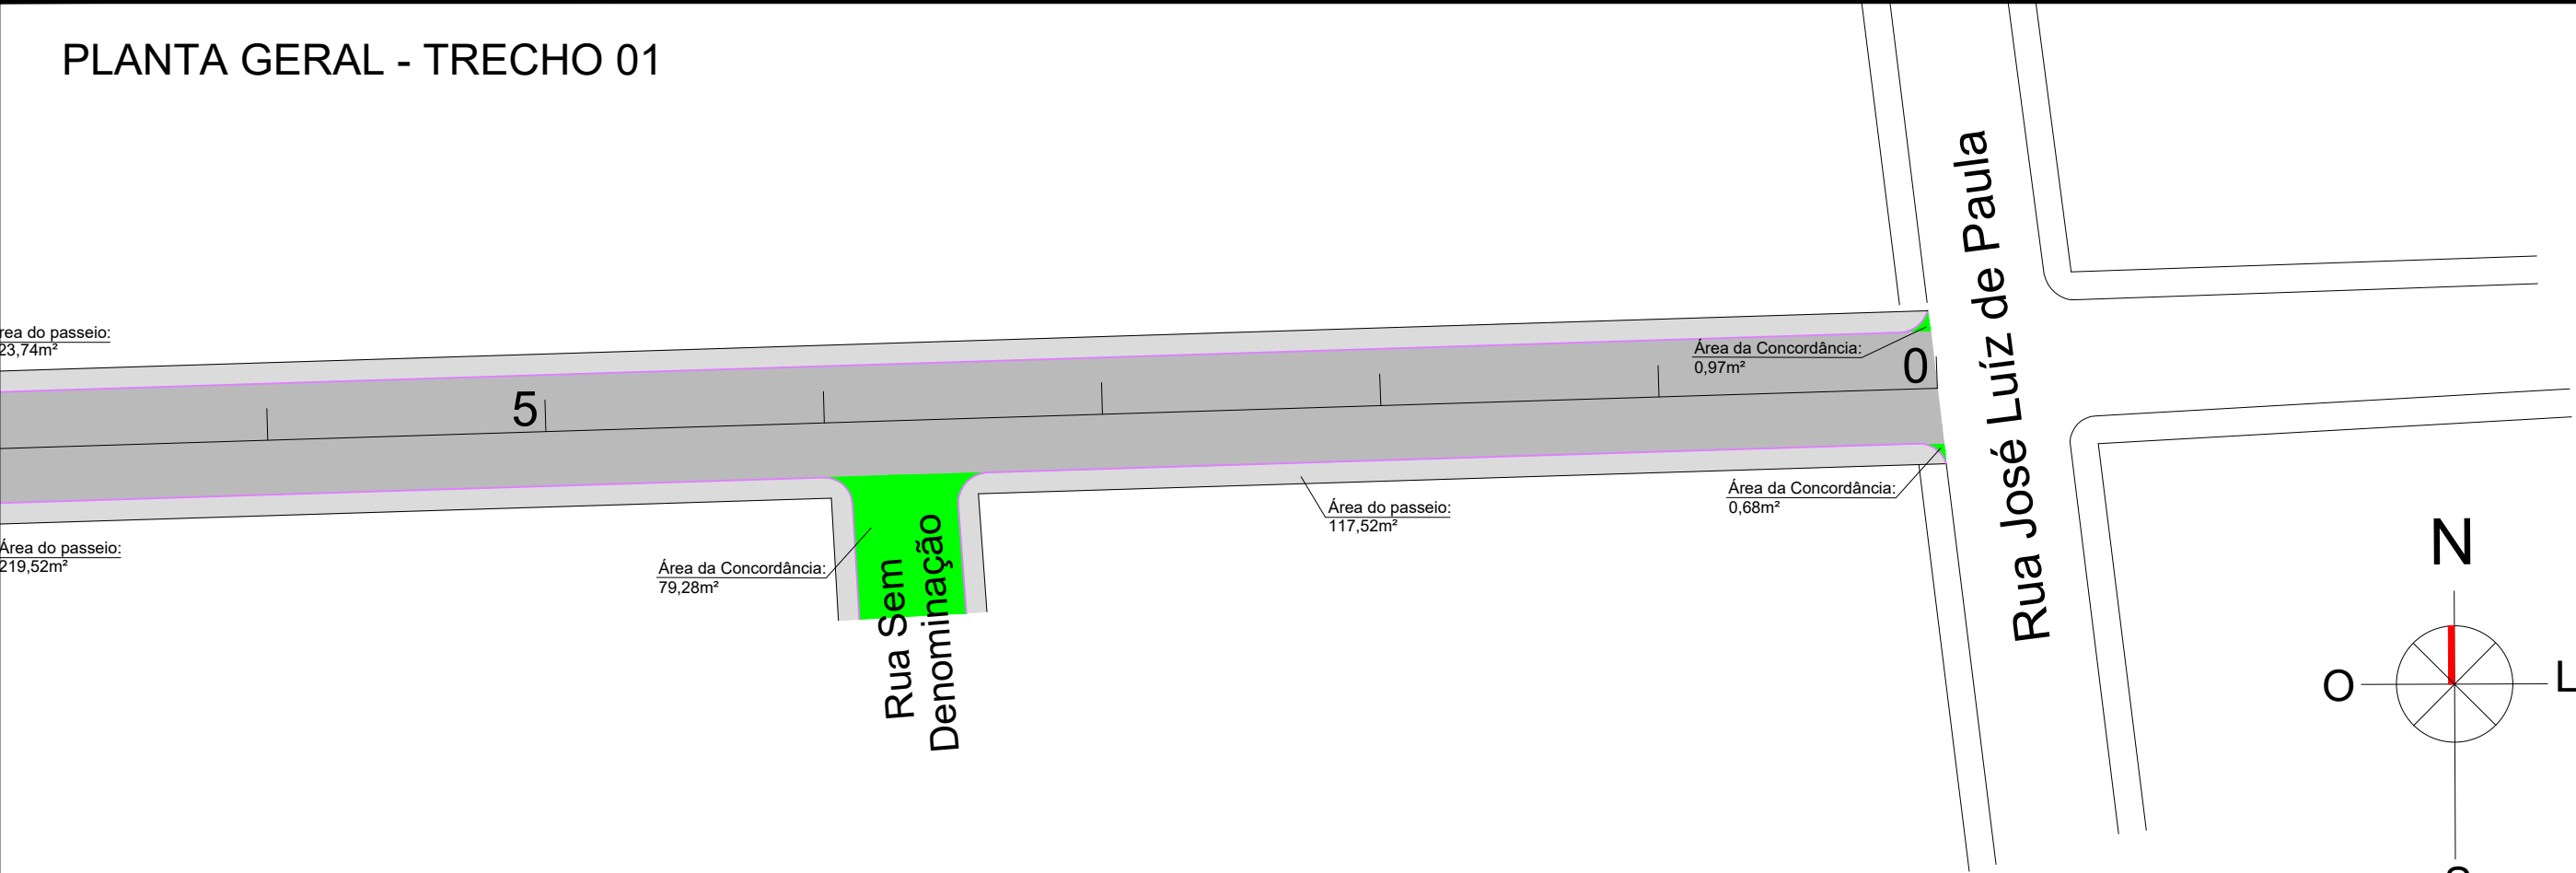 PLANTA GERAL - TRECHO 01
rea do passeio:
23,74m²
5
Área da Concordância:
0,97m²
0
Rua José Luíz de Paula
Área da Concordância:
0,68m²
Área do passeio:
117,52m²
Área do passeio:
219,52m²
Área da Concordância:
79,28m²
Rua Sem
Denominação
N
O
L